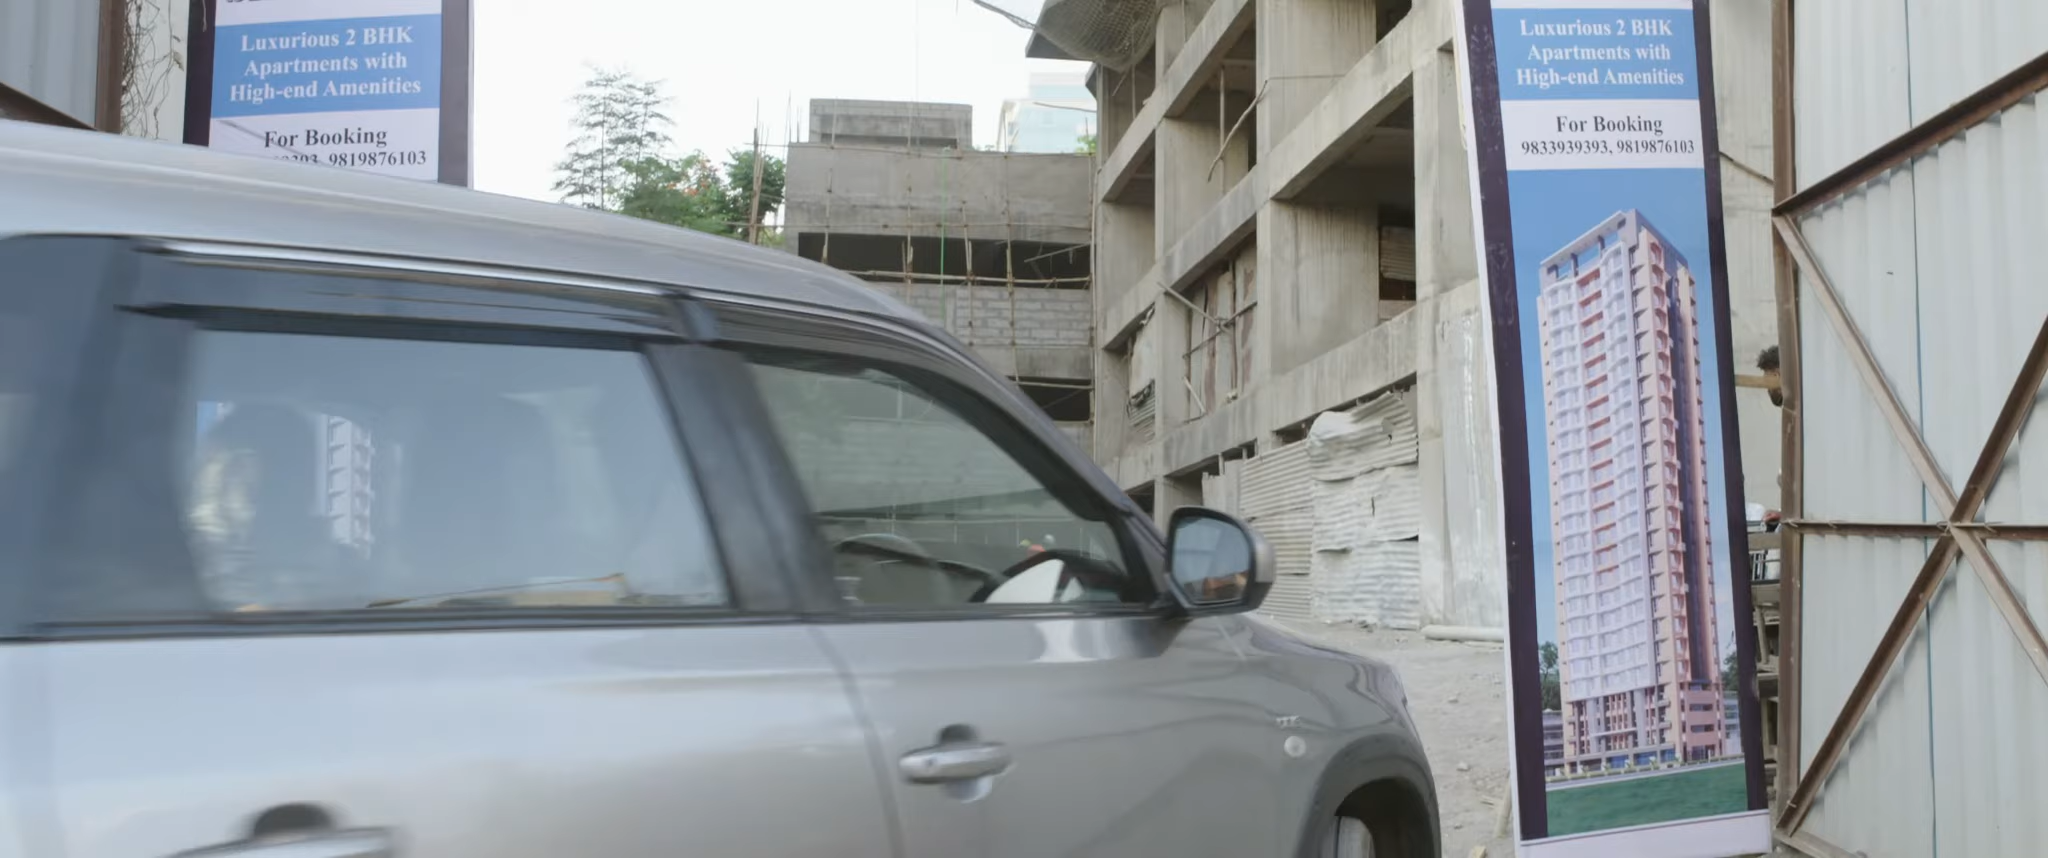 Luxurious 2 BHK
Apartments with
High-end Amenities
For Booking
9819876103
Luxurious 2 BHK
Apartments with
High-end Amenities
For Booking
9833939393, 9819876103